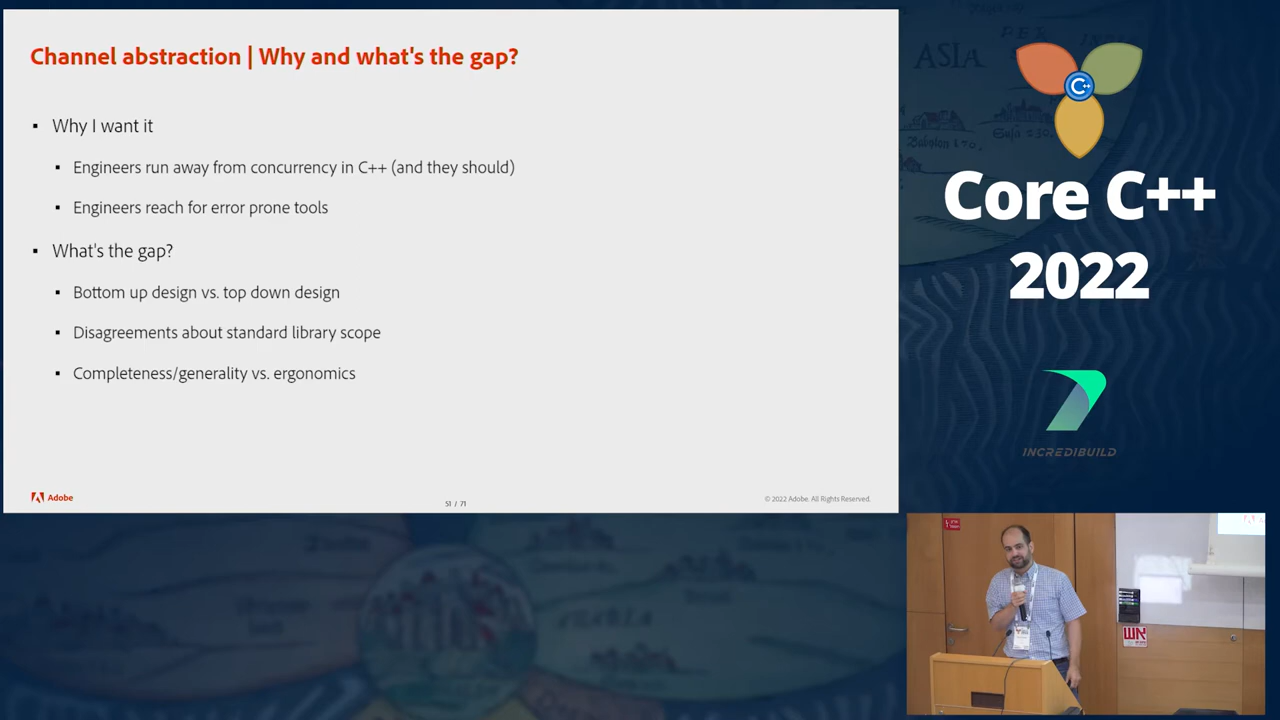 Channel abstraction | Why and what's the gap?
▪ Why I want it
▪ Engineers run away from concurrency in C++ (and they should)
▪ Engineers reach for error prone tools
▪ What's the gap?
▪ Bottom up design vs. top down design
▪ Disagreements about standard library scope
▪ Completeness/generality vs. ergonomics
Adobe
51 / 71
© 2022 Adobe. All Rights Reserved.
ASIA
C++
Core C++
2022
INCREDIBUILD